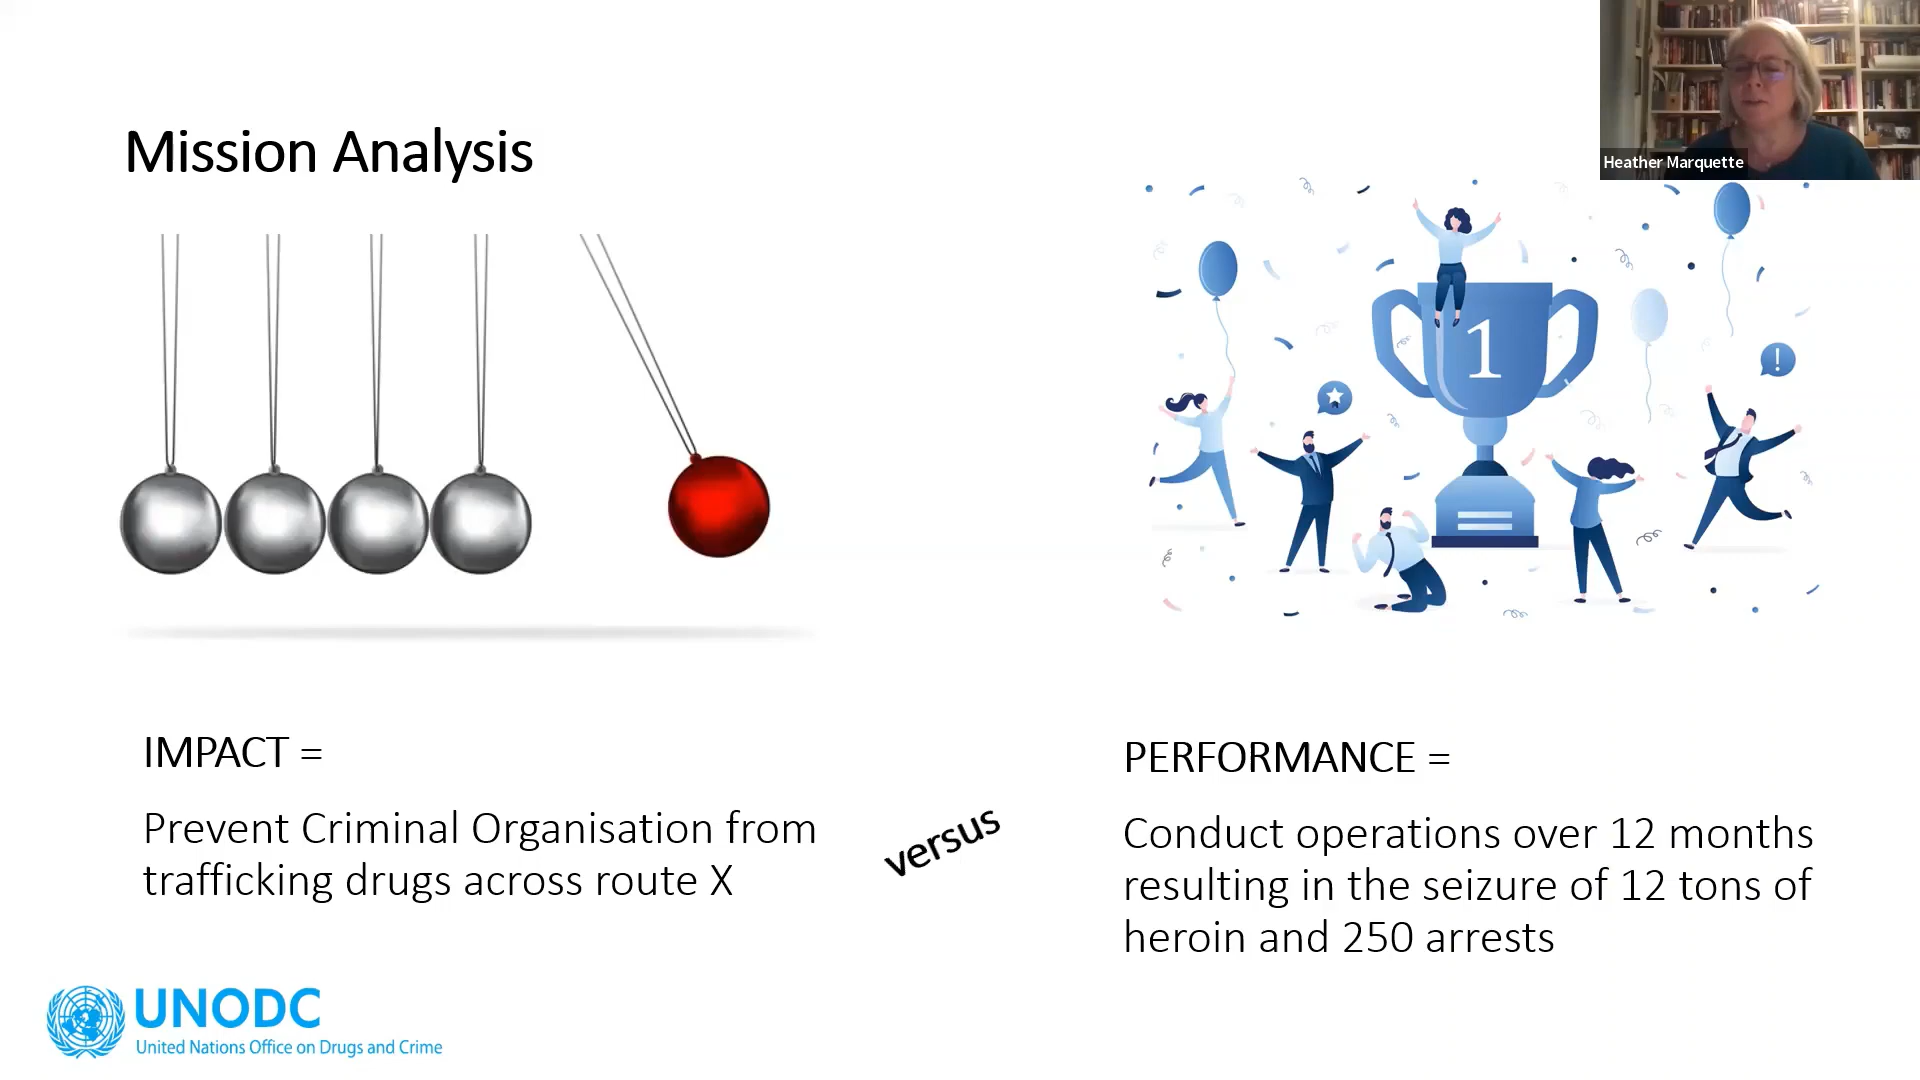 Heather Marquette
Mission Analysis
1
!
IMPACT =
Prevent Criminal Organisation from
trafficking drugs across route X
versus
PERFORMANCE =
Conduct operations over 12 months
resulting in the seizure of 12 tons of
heroin and 250 arrests
UNODC
United Nations Office on Drugs and Crime